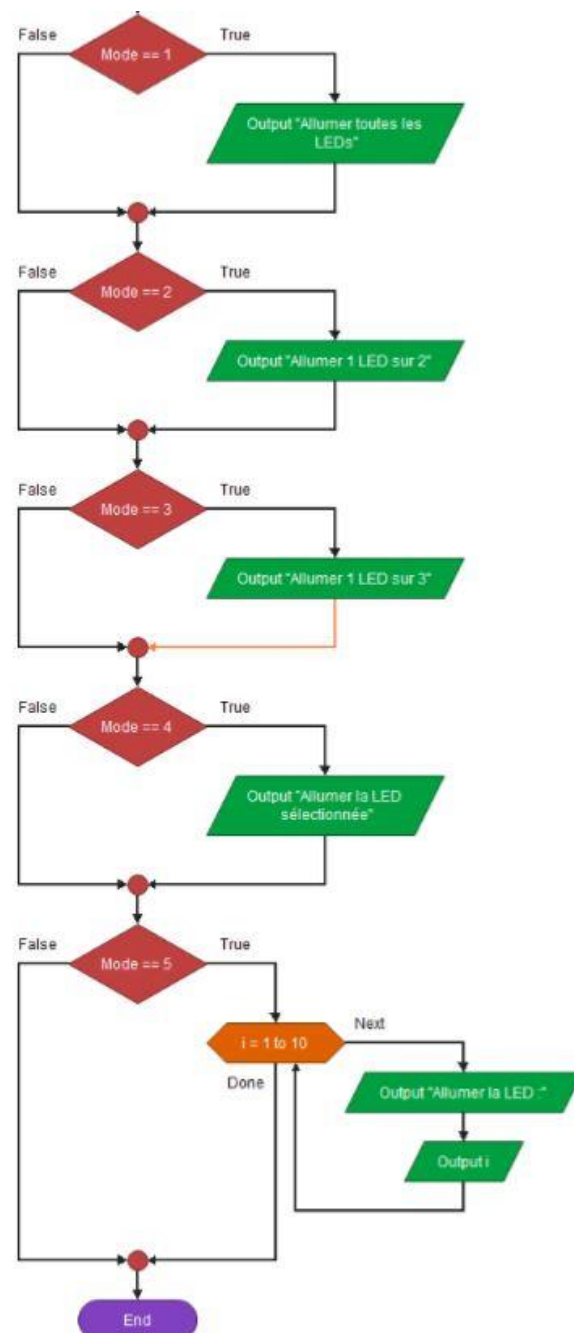 False
True
Mode == 1
Output "Allumer toutes les
LEDs"
False
True
Mode == 2
Output "Allumer 1 LED sur 2"
False
True
Mode == 3
Output "Allumer 1 LED sur 3"
False
True
Mode == 4
Output "Allumer la LED
sélectionnée"
False
True
Mode == 5
i = 1 to 10
Next
Done
Output "Allumer la LED :"
Output i
End